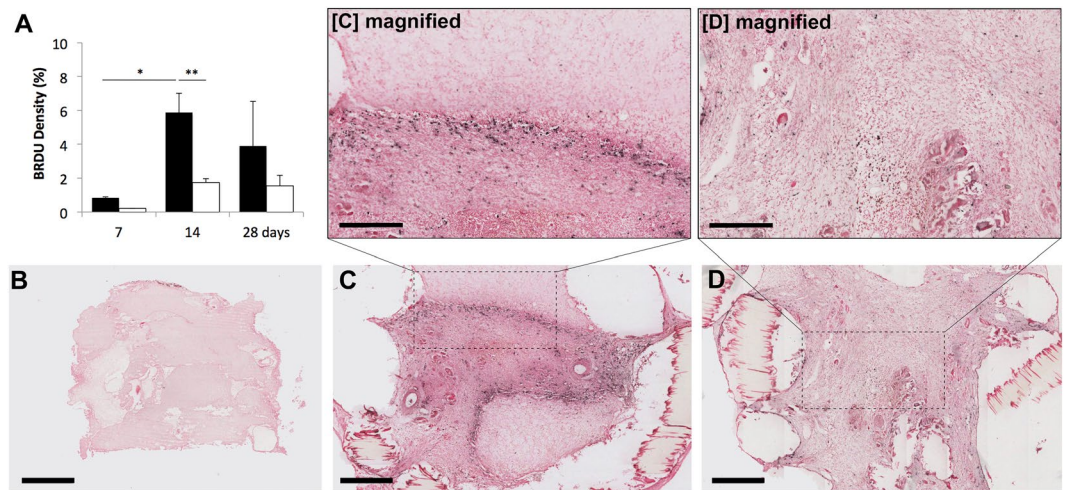 A
BRDU Density (%)
10
8
6
4
2
0
*
**
7
14
28 days
[C] magnified
[D] magnified
B
C
D